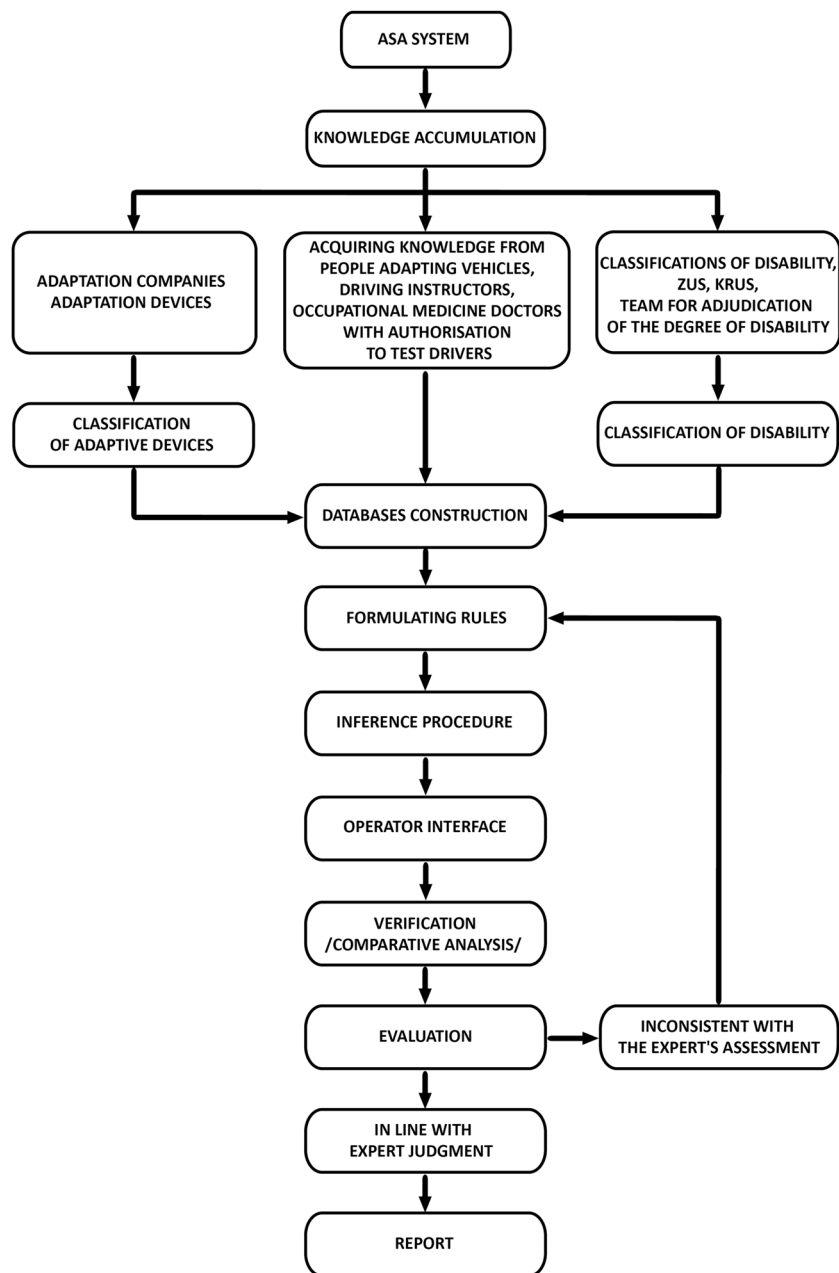 ASA SYSTEM
KNOWLEDGE ACCUMULATION
ADAPTATION COMPANIES
ADAPTATION DEVICES
ACQUIRING KNOWLEDGE FROM
PEOPLE ADAPTING VEHICLES,
DRIVING INSTRUCTORS,
OCCUPATIONAL MEDICINE DOCTORS
WITH AUTHORISATION
TO TEST DRIVERS
CLASSIFICATIONS OF DISABILITY,
ZUS, KRUS,
TEAM FOR ADJUDICATION
OF THE DEGREE OF DISABILITY
CLASSIFICATION
OF ADAPTIVE DEVICES
CLASSIFICATION OF DISABILITY
DATABASES CONSTRUCTION
FORMULATING RULES
INFERENCE PROCEDURE
OPERATOR INTERFACE
VERIFICATION
/COMPARATIVE ANALYSIS/
EVALUATION
INCONSISTENT WITH
THE EXPERT'S ASSESSMENT
IN LINE WITH
EXPERT JUDGMENT
REPORT